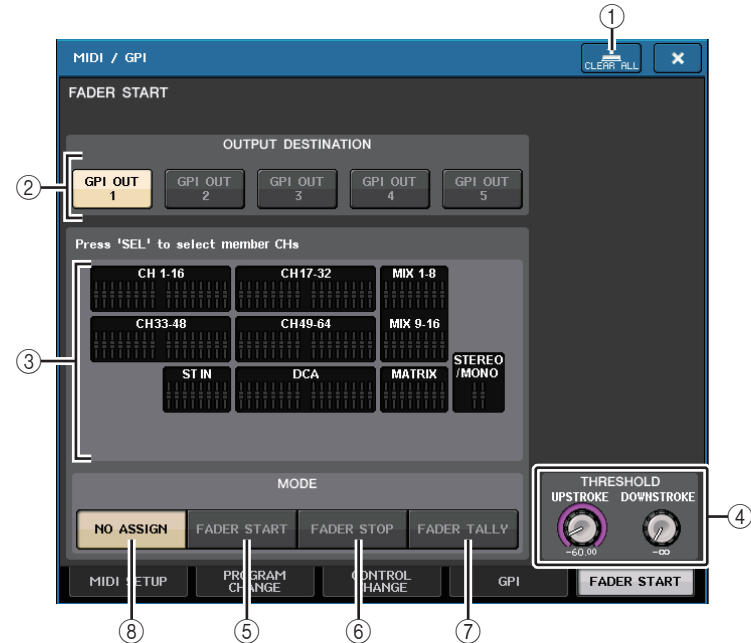 ①
MIDI / GPI
CLEAR ALL
×
FADER START
OUTPUT DESTINATION
②
GPI OUT 1
GPI OUT 2
GPI OUT 3
GPI OUT 4
GPI OUT 5
Press 'SEL' to select member CHs
③
CH 1-16
CH17-32
MIX 1-8
CH33-48
CH49-64
MIX 9-16
ST IN
DCA
MATRIX
STEREO
/MONO
MODE
NO ASSIGN
FADER START
FADER STOP
FADER TALLY
THRESHOLD
UPSTROKE
DOWNSTROKE
-60.00
-∞
④
MIDI SETUP
PROGRAM
CHANGE
CONTROL
CHANGE
GPI
FADER START
⑧
⑤
⑥
⑦